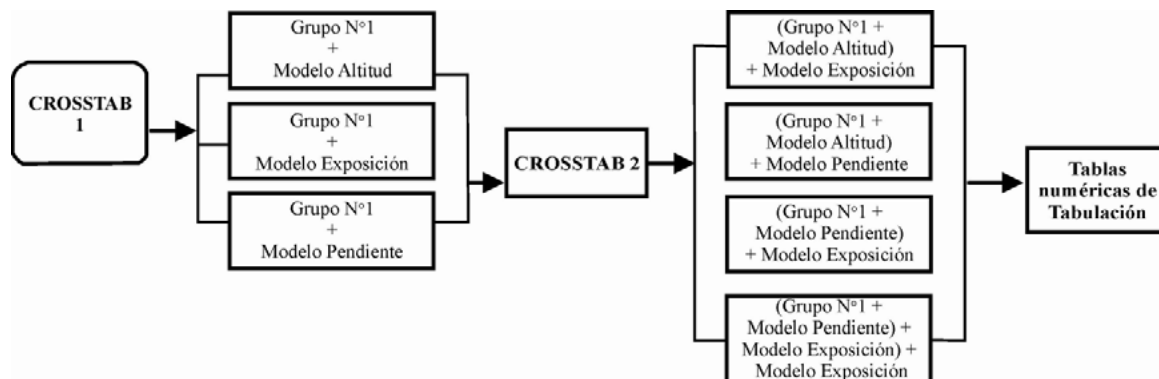 CROSSTAB
1
Grupo N°1
+
Modelo Altitud
Grupo N°1
+
Modelo Exposición
Grupo N°1
+
Modelo Pendiente
CROSSTAB 2
(Grupo N°1 +
Modelo Altitud)
+ Modelo Exposición
(Grupo N°1 +
Modelo Altitud)
+ Modelo Pendiente
(Grupo N°1 +
Modelo Pendiente)
+ Modelo Exposición
(Grupo N°1 +
Modelo Pendiente) +
Modelo Exposición) +
Modelo Exposición
Tablas
numéricas de
Tabulación